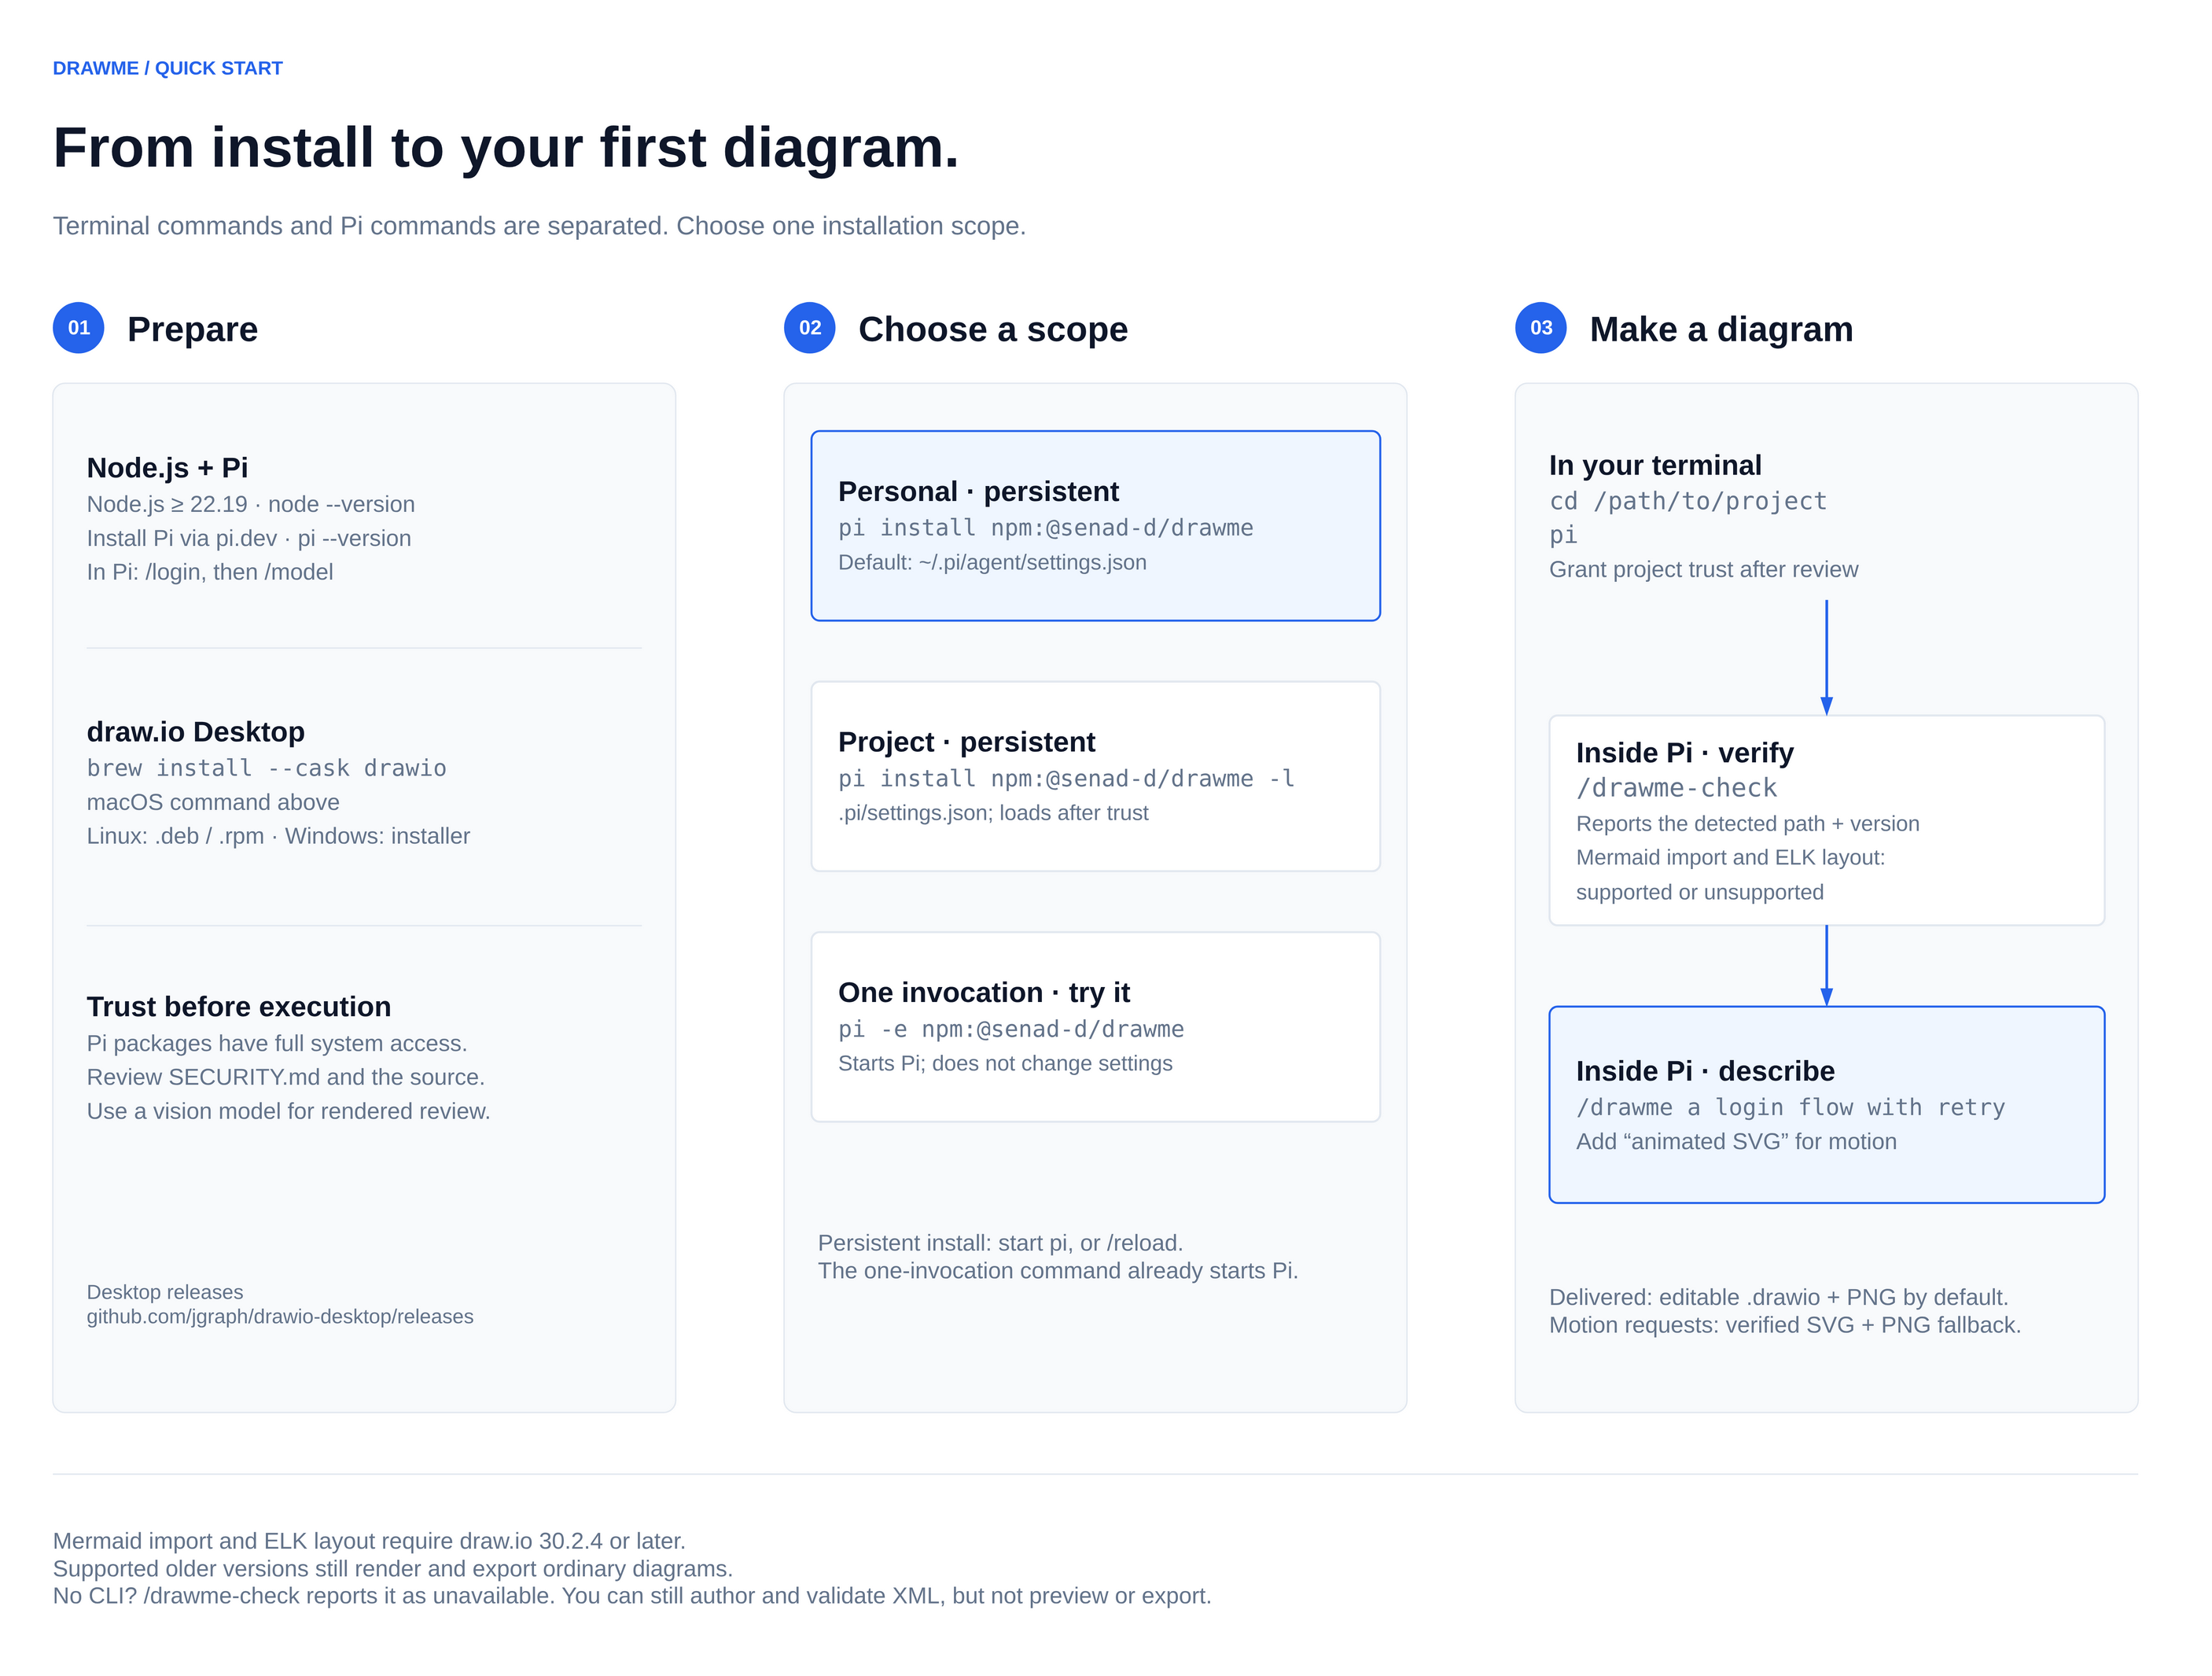 DRAWME / QUICK START
From install to your first diagram.
Terminal commands and Pi commands are separated. Choose one installation scope.
01 Prepare
Node.js + Pi
Node.js ≥ 22.19 · node --version
Install Pi via pi.dev · pi --version
In Pi: /login, then /model
draw.io Desktop
brew install --cask drawio
macOS command above
Linux: .deb / .rpm · Windows: installer
Trust before execution
Pi packages have full system access.
Review SECURITY.md and the source.
Use a vision model for rendered review.
Desktop releases
github.com/jgraph/drawio-desktop/releases
02 Choose a scope
Personal · persistent
pi install npm:@senad-d/drawme
Default: ~/.pi/agent/settings.json
Project · persistent
pi install npm:@senad-d/drawme -l
.pi/settings.json; loads after trust
One invocation · try it
pi -e npm:@senad-d/drawme
Starts Pi; does not change settings
Persistent install: start pi, or /reload.
The one-invocation command already starts Pi.
03 Make a diagram
In your terminal
cd /path/to/project
pi
Grant project trust after review
Inside Pi · verify
/drawme-check
Reports the detected path + version
Mermaid import and ELK layout:
supported or unsupported
Inside Pi · describe
/drawme a login flow with retry
Add “animated SVG” for motion
Delivered: editable .drawio + PNG by default.
Motion requests: verified SVG + PNG fallback.
Mermaid import and ELK layout require draw.io 30.2.4 or later.
Supported older versions still render and export ordinary diagrams.
No CLI? /drawme-check reports it as unavailable. You can still author and validate XML, but not preview or export.